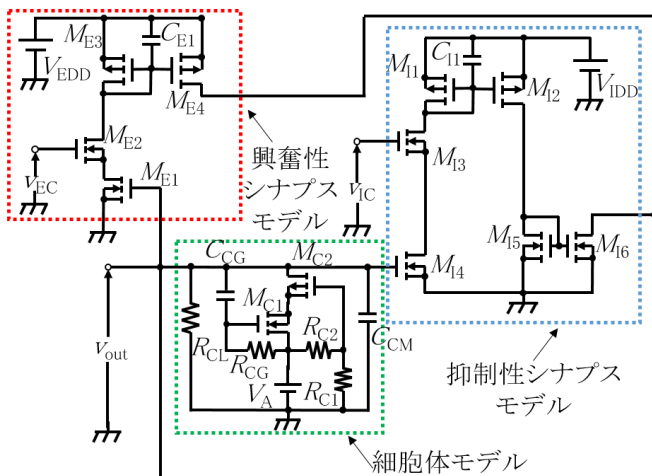 M_E3
C_E1
V_EDD
M_E4
M_E2
v_EC
M_E1
興奮性
シナプス
モデル
M_I1
C_I1
M_I2
V_IDD
M_I3
v_IC
M_I4
M_I5
M_I6
抑制性シナプス
モデル
C_CG
M_C2
M_C1
R_C2
v_out
R_CL
R_CG
C_CM
V_A
R_C1
細胞体モデル